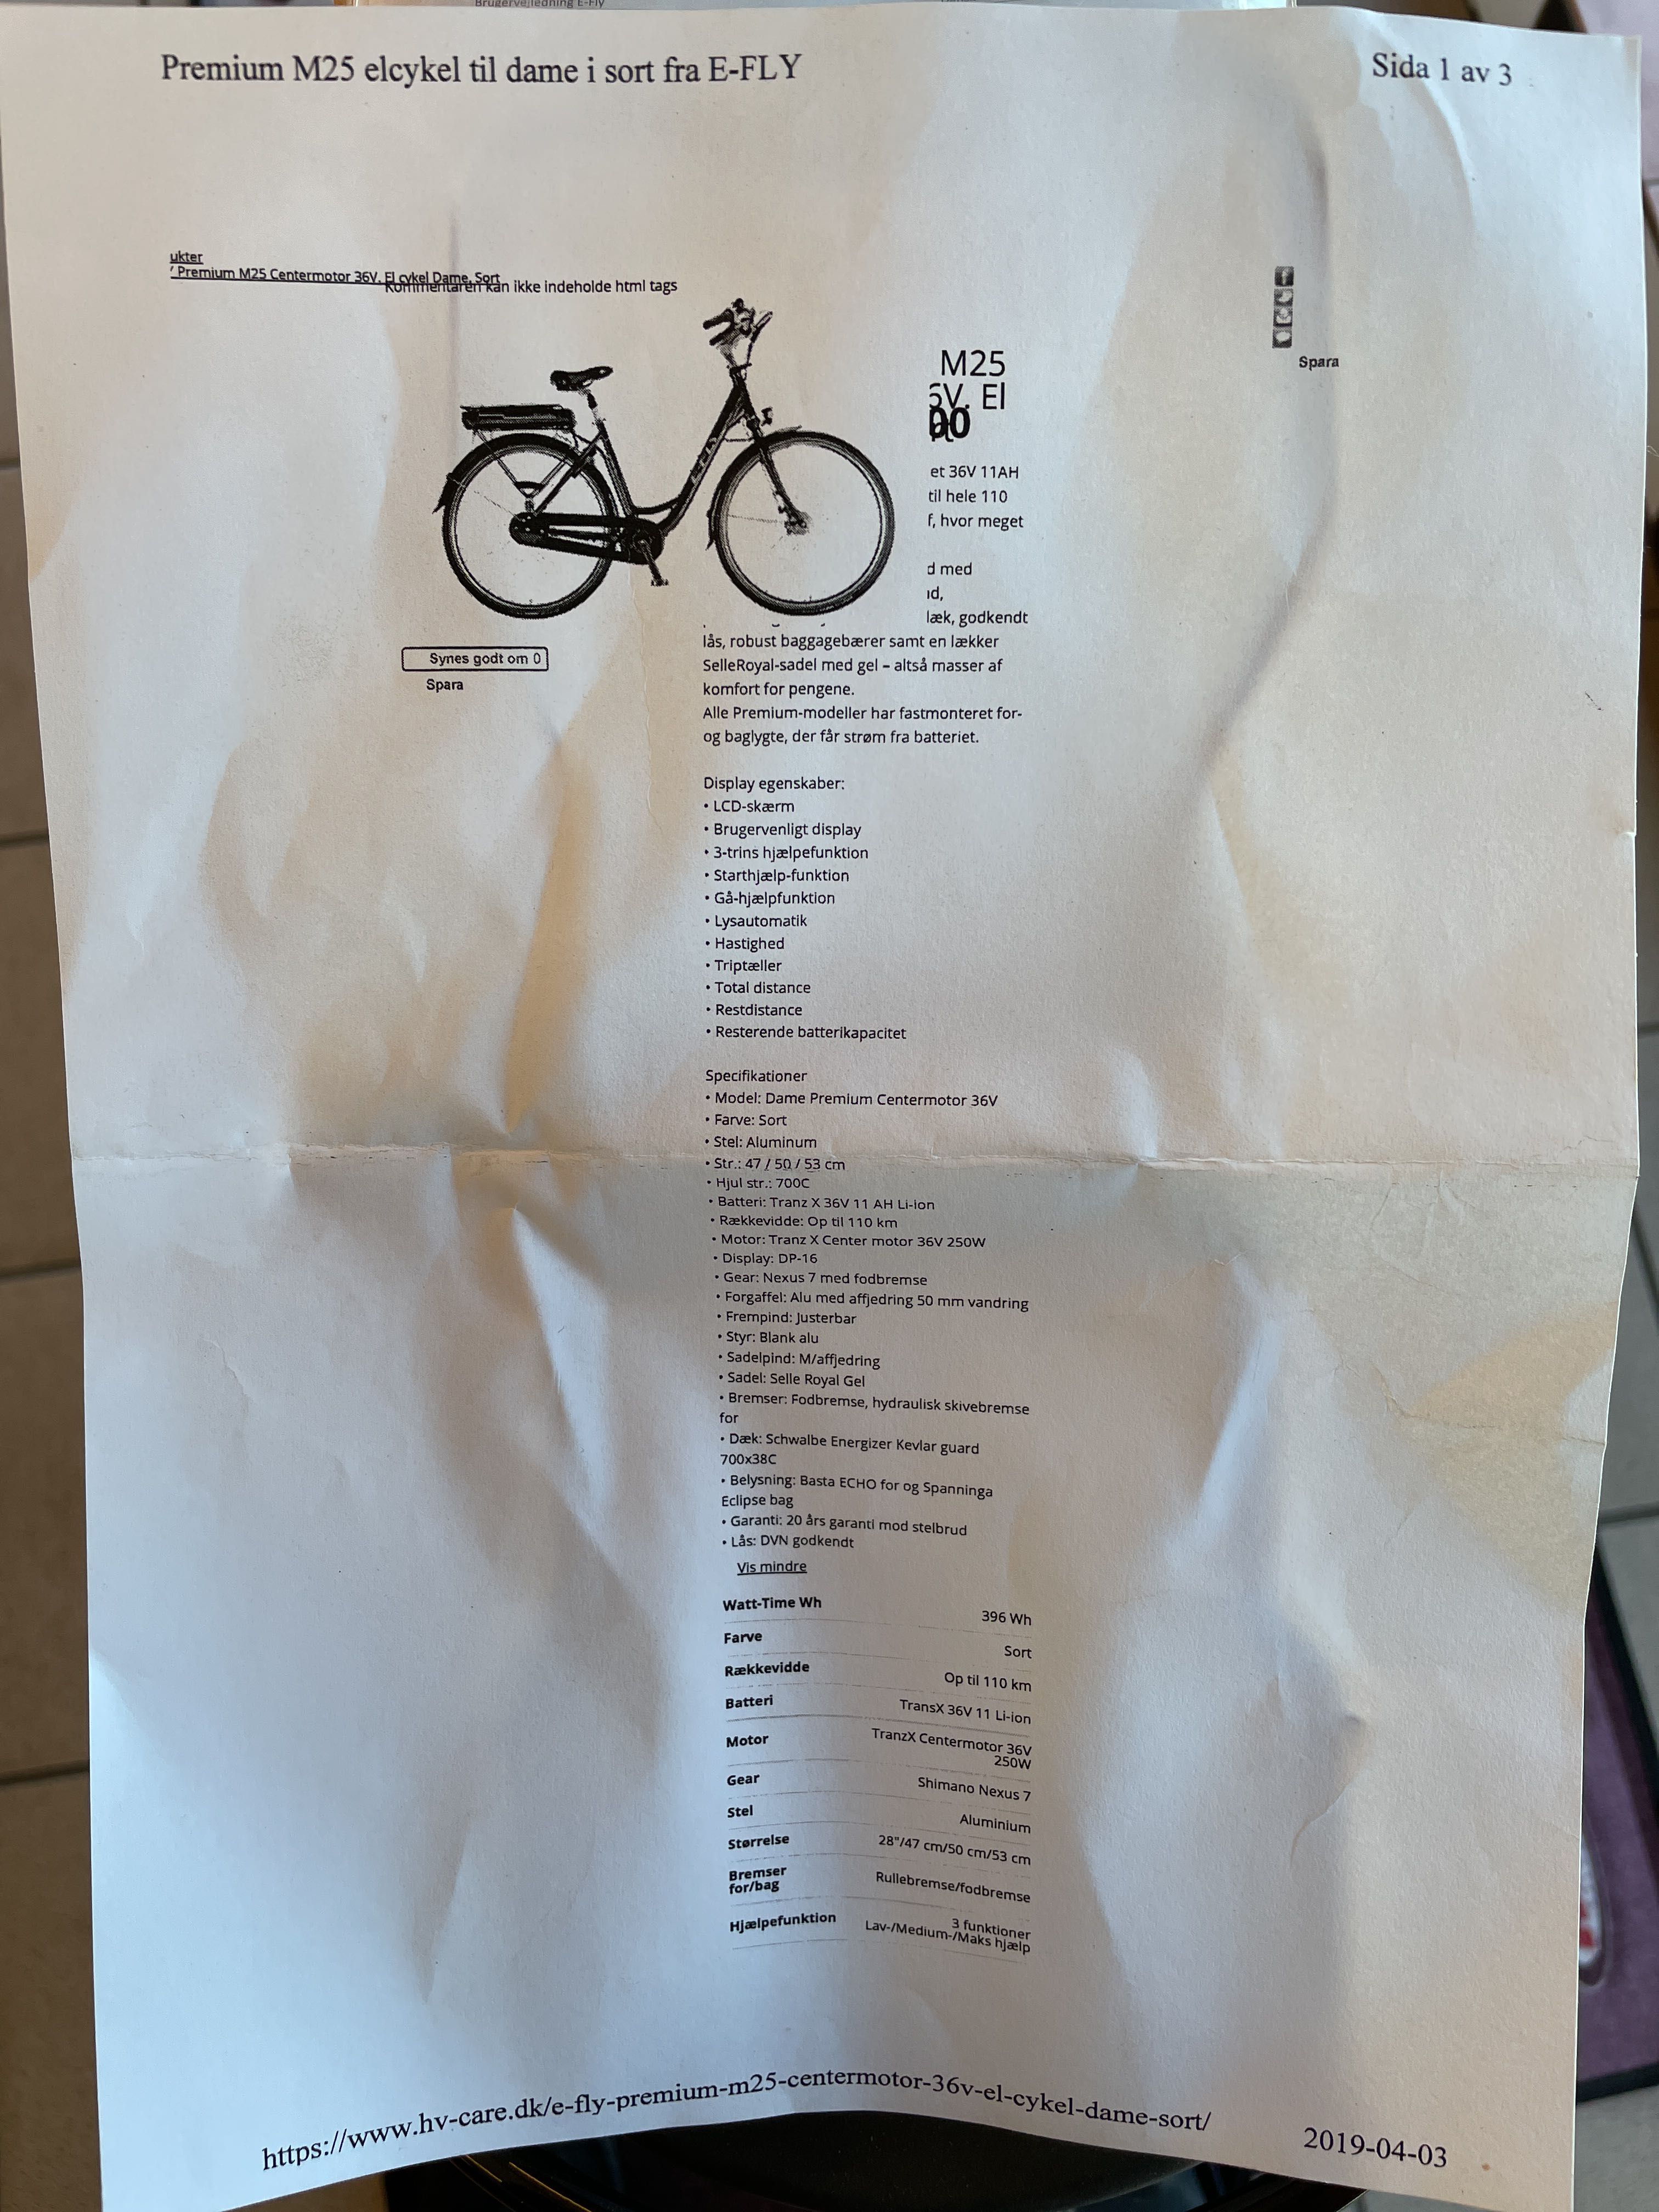 Brugervejledning E-Fly
Premium M25 elcykel til dame i sort fra E-FLY
Sida 1 av 3
ukter
Premium M25 Centermotor 36V, El cykel Dame, Sort
Kommentaren kan ikke indeholde html tags
Spara
M25
V. El
et 36V 11AH
til hele 110
f, hvor meget
d med
læk, godkendt
lås, robust baggagebærer samt en lækker
SelleRoyal-sadel med gel – altså masser af
komfort for pengene.
Alle Premium-modeller har fastmonteret for-
og baglygte, der får strøm fra batteriet.
Synes godt om 0
Spara
Display egenskaber:
• LCD-skærm
• Brugervenligt display
• 3-trins hjælpefunktion
• Starthjælp-funktion
• Gå-hjælpfunktion
• Lysautomatik
• Hastighed
• Triptæller
• Total distance
• Restdistance
• Resterende batterikapacitet
Specifikationer
• Model: Dame Premium Centermotor 36V
• Farve: Sort
• Stel: Aluminum
• Str.: 47 / 50 / 53 cm
• Hjul str.: 700C
• Batteri: Tranz X 36V 11 AH Li-ion
• Rækkevidde: Op til 110 km
• Motor: Tranz X Center motor 36V 250W
• Display: DP-16
• Gear: Nexus 7 med fodbremse
• Forgaffel: Alu med affjedring 50 mm vandring
• Frempind: Justerbar
• Styr: Blank alu
• Sadelpind: M/affjedring
• Sadel: Selle Royal Gel
• Bremser: Fodbremse, hydraulisk skivebremse
for
• Dæk: Schwalbe Energizer Kevlar guard
700x38C
• Belysning: Basta ECHO for og Spanninga
Eclipse bag
• Garanti: 20 års garanti mod stelbrud
• Lås: DVN godkendt
Vis mindre
Watt-Time Wh 396 Wh
Farve Sort
Rækkevidde Op til 110 km
Batteri TransX 36V 11 Li-ion
Motor TranzX Centermotor 36V
250W
Gear Shimano Nexus 7
Stel Aluminium
Størrelse 28"/47 cm/50 cm/53 cm
Bremser
for/bag Rullebremse/fodbremse
Hjælpefunktion 3 funktioner
Lav-/Medium-/Maks hjælp
https://www.hv-care.dk/e-fly-premium-m25-centermotor-36v-el-cykel-dame-sort/
2019-04-03